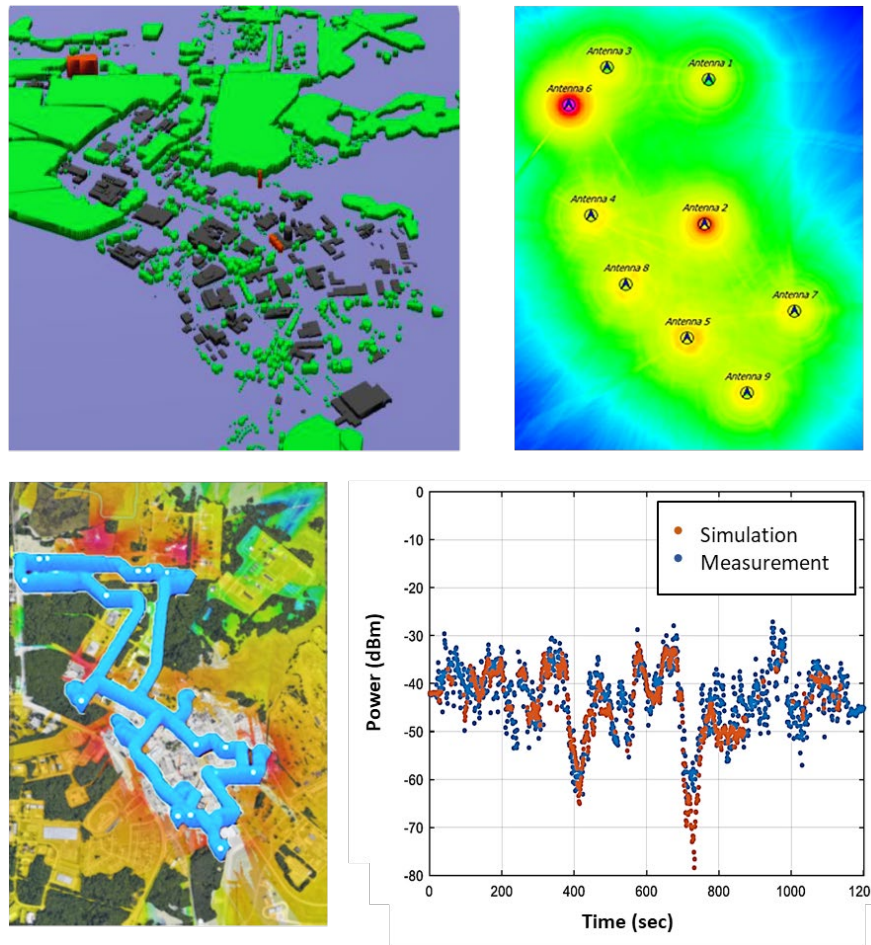 Antenna 3
Antenna 1
Antenna 6
Antenna 4
Antenna 2
Antenna 8
Antenna 7
Antenna 5
Antenna 9
0
-10
-20
-30
-40
-50
-60
-70
-80
Power (dBm)
Simulation
Measurement
0
200
400
600
800
1000
120
Time (sec)